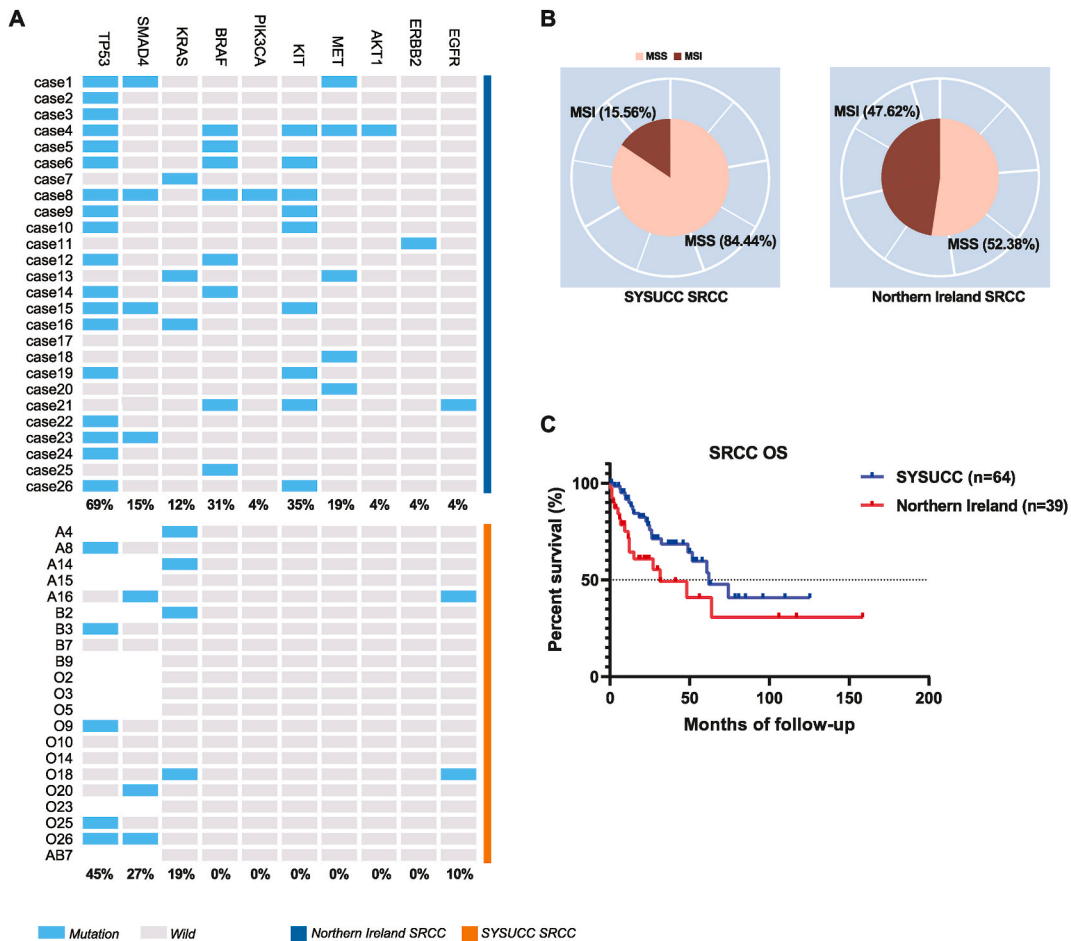 A
TP53 SMAD4 KRAS BRAF PIK3CA KIT MET AKT1 ERBB2 EGFR
case1
case2
case3
case4
case5
case6
case7
case8
case9
case10
case11
case12
case13
case14
case15
case16
case17
case18
case19
case20
case21
case22
case23
case24
case25
case26
69% 15% 12% 31% 4% 35% 19% 4% 4% 4%
A4
A8
A14
A15
A16
B2
B3
B7
B9
O2
O3
O5
O9
O10
O14
O18
O20
O23
O25
O26
AB7
45% 27% 19% 0% 0% 0% 0% 0% 0% 10%
Mutation Wild Northern Ireland SRCC SYSUCC SRCC
B
MSS MSI
MSI (15.56%)
MSS (84.44%)
SYSUCC SRCC
MSI (47.62%)
MSS (52.38%)
Northern Ireland SRCC
C
SRCC OS
SYSUCC (n=64)
Northern Ireland (n=39)
Percent survival (%)
100
50
0
0 50 100 150 200
Months of follow-up